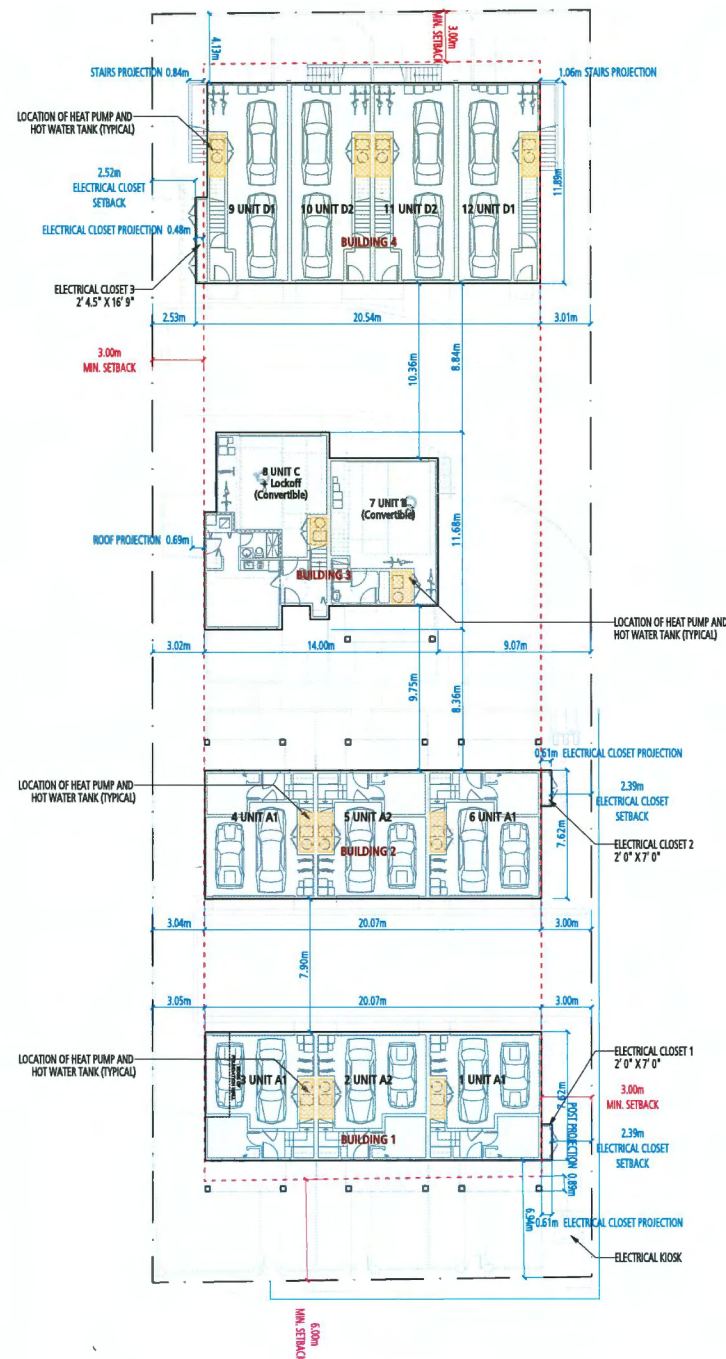 3.00m
MIN. SETBACK
4.13m
STAIRS PROJECTION 0.84m
1.06m STAIRS PROJECTION
LOCATION OF HEAT PUMP AND
HOT WATER TANK (TYPICAL)
2.52m
ELECTRICAL CLOSET
SETBACK
11.89m
9 UNIT D1
10 UNIT D2
11 UNIT D2
12 UNIT D1
ELECTRICAL CLOSET PROJECTION 0.48m
BUILDING 4
ELECTRICAL CLOSET 3
2' 4.5" X 16' 9"
2.53m
20.54m
3.01m
3.00m
MIN. SETBACK
10.36m
8.84m
8 UNIT C
+ Lockoff
(Convertible)
7 UNIT B
(Convertible)
ROOF PROJECTION 0.69m
11.68m
BUILDING 3
LOCATION OF HEAT PUMP AND
HOT WATER TANK (TYPICAL)
3.02m
14.00m
9.07m
9.75m
8.36m
0.61m ELECTRICAL CLOSET PROJECTION
LOCATION OF HEAT PUMP AND
HOT WATER TANK (TYPICAL)
2.39m
ELECTRICAL CLOSET
SETBACK
4 UNIT A1
5 UNIT A2
6 UNIT A1
7.62m
ELECTRICAL CLOSET 2
2' 0" X 7' 0"
BUILDING 2
3.04m
20.07m
3.00m
7.90m
3.05m
20.07m
3.00m
LOCATION OF HEAT PUMP AND
HOT WATER TANK (TYPICAL)
ELECTRICAL CLOSET 1
2' 0" X 7' 0"
3 UNIT A1
2 UNIT A2
1 UNIT A1
7.62m
3.00m
MIN. SETBACK
BUILDING 1
POST PROJECTION 0.89m
2.39m
ELECTRICAL CLOSET
SETBACK
6.94m
0.61m ELECTRICAL CLOSET PROJECTION
ELECTRICAL KIOSK
6.00m
MIN. SETBACK